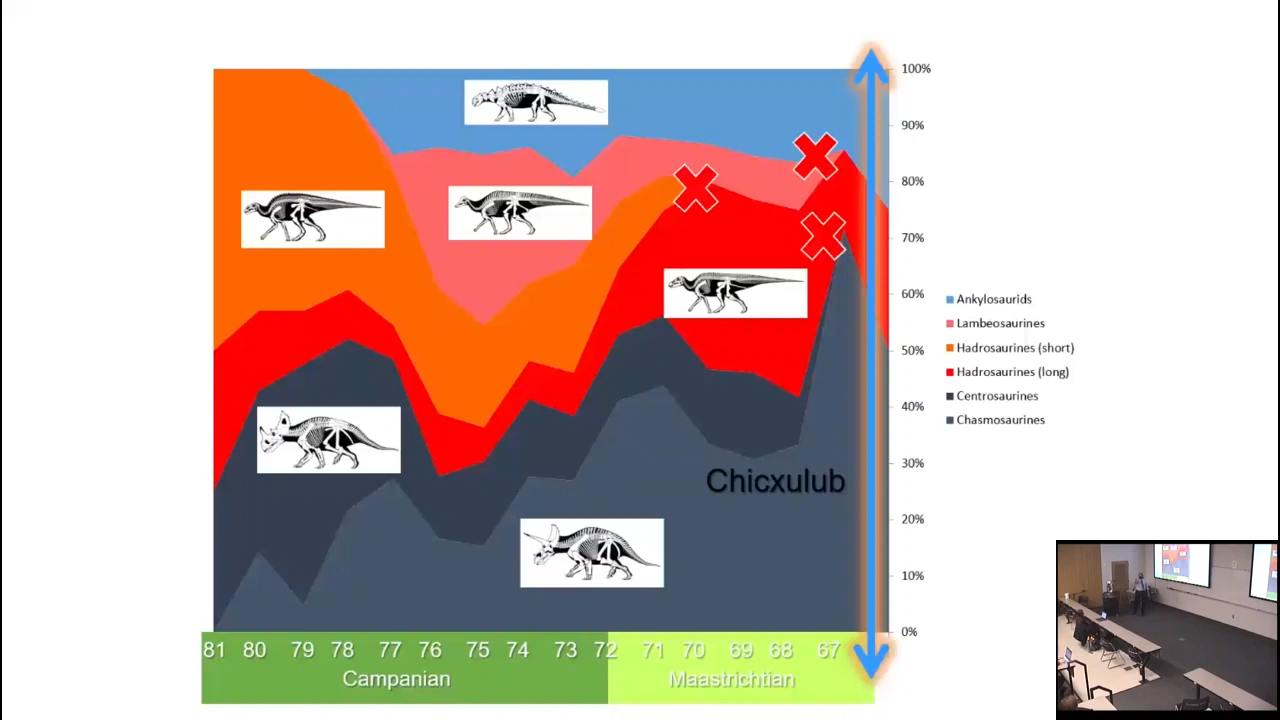 100%
90%
80%
70%
60%
50%
40%
30%
20%
10%
0%
Ankylosaurids
Lambeosaurines
Hadrosaurines (short)
Hadrosaurines (long)
Centrosaurines
Chasmosaurines
Chicxulub
81 80 79 78 77 76 75 74 73 72 71 70 69 68 67
Campanian Maastrichtian